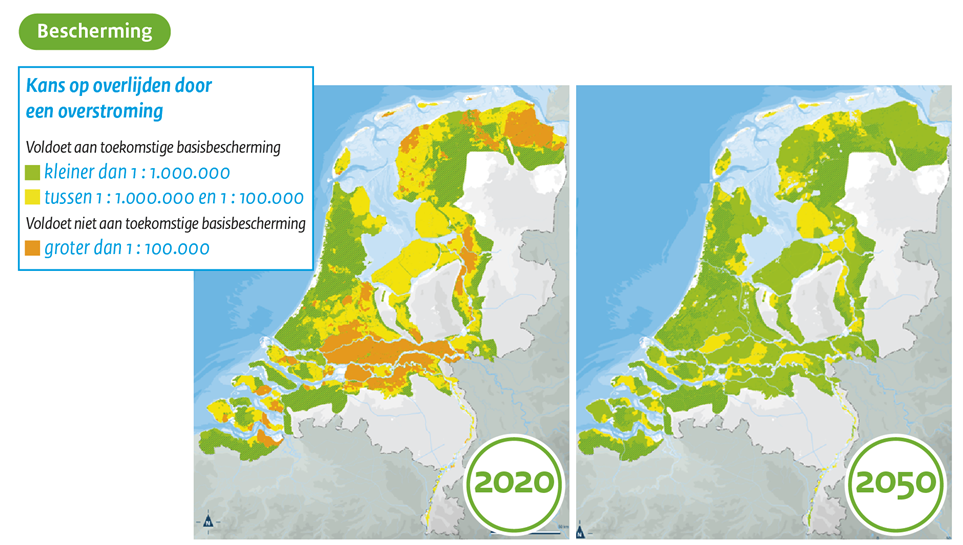 Bescherming
Kans op overlijden door
een overstroming
Voldoet aan toekomstige basisbescherming
kleiner dan 1 : 1.000.000
tussen 1 : 1.000.000 en 1 : 100.000
Voldoet niet aan toekomstige basisbescherming
groter dan 1 : 100.000
2020
2050
N
N